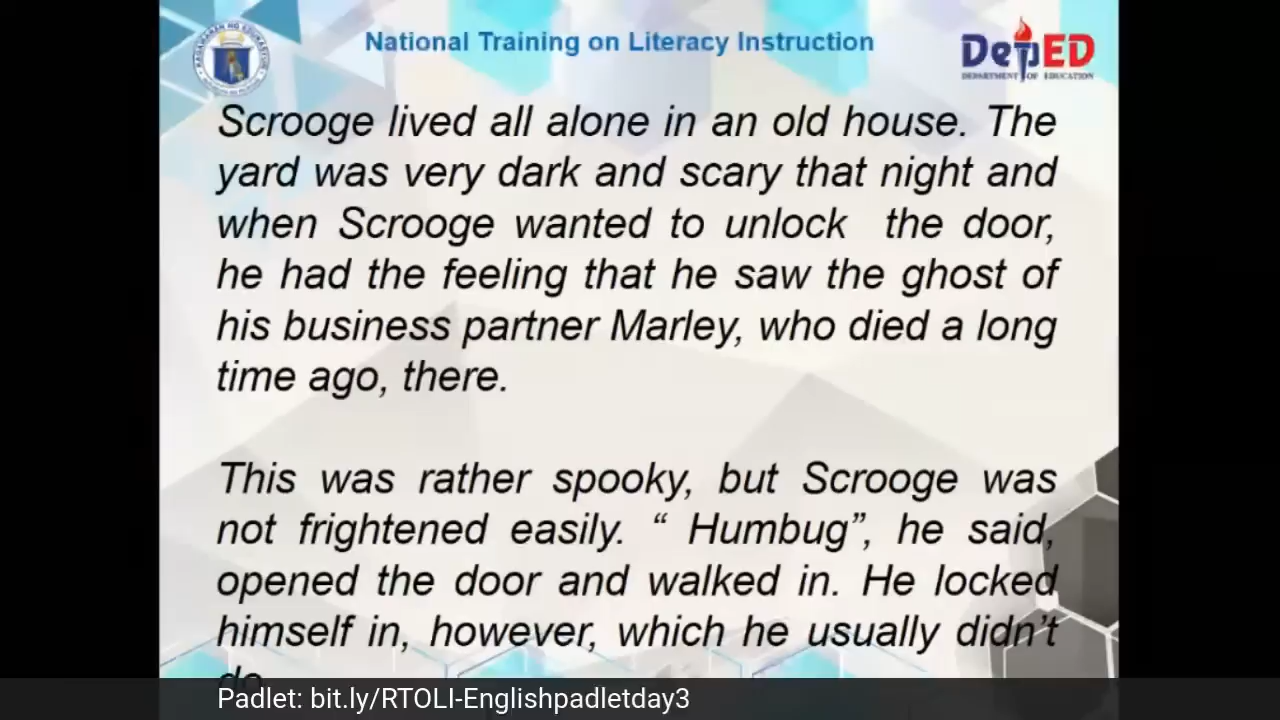 National Training on Literacy Instruction
DepED
DEPARTMENT OF EDUCATION
Scrooge lived all alone in an old house. The
yard was very dark and scary that night and
when Scrooge wanted to unlock the door,
he had the feeling that he saw the ghost of
his business partner Marley, who died a long
time ago, there.
This was rather spooky, but Scrooge was
not frightened easily. “ Humbug”, he said,
opened the door and walked in. He locked
himself in, however, which he usually didn’t
do
Padlet: bit.ly/RTOLI-Englishpadletday3